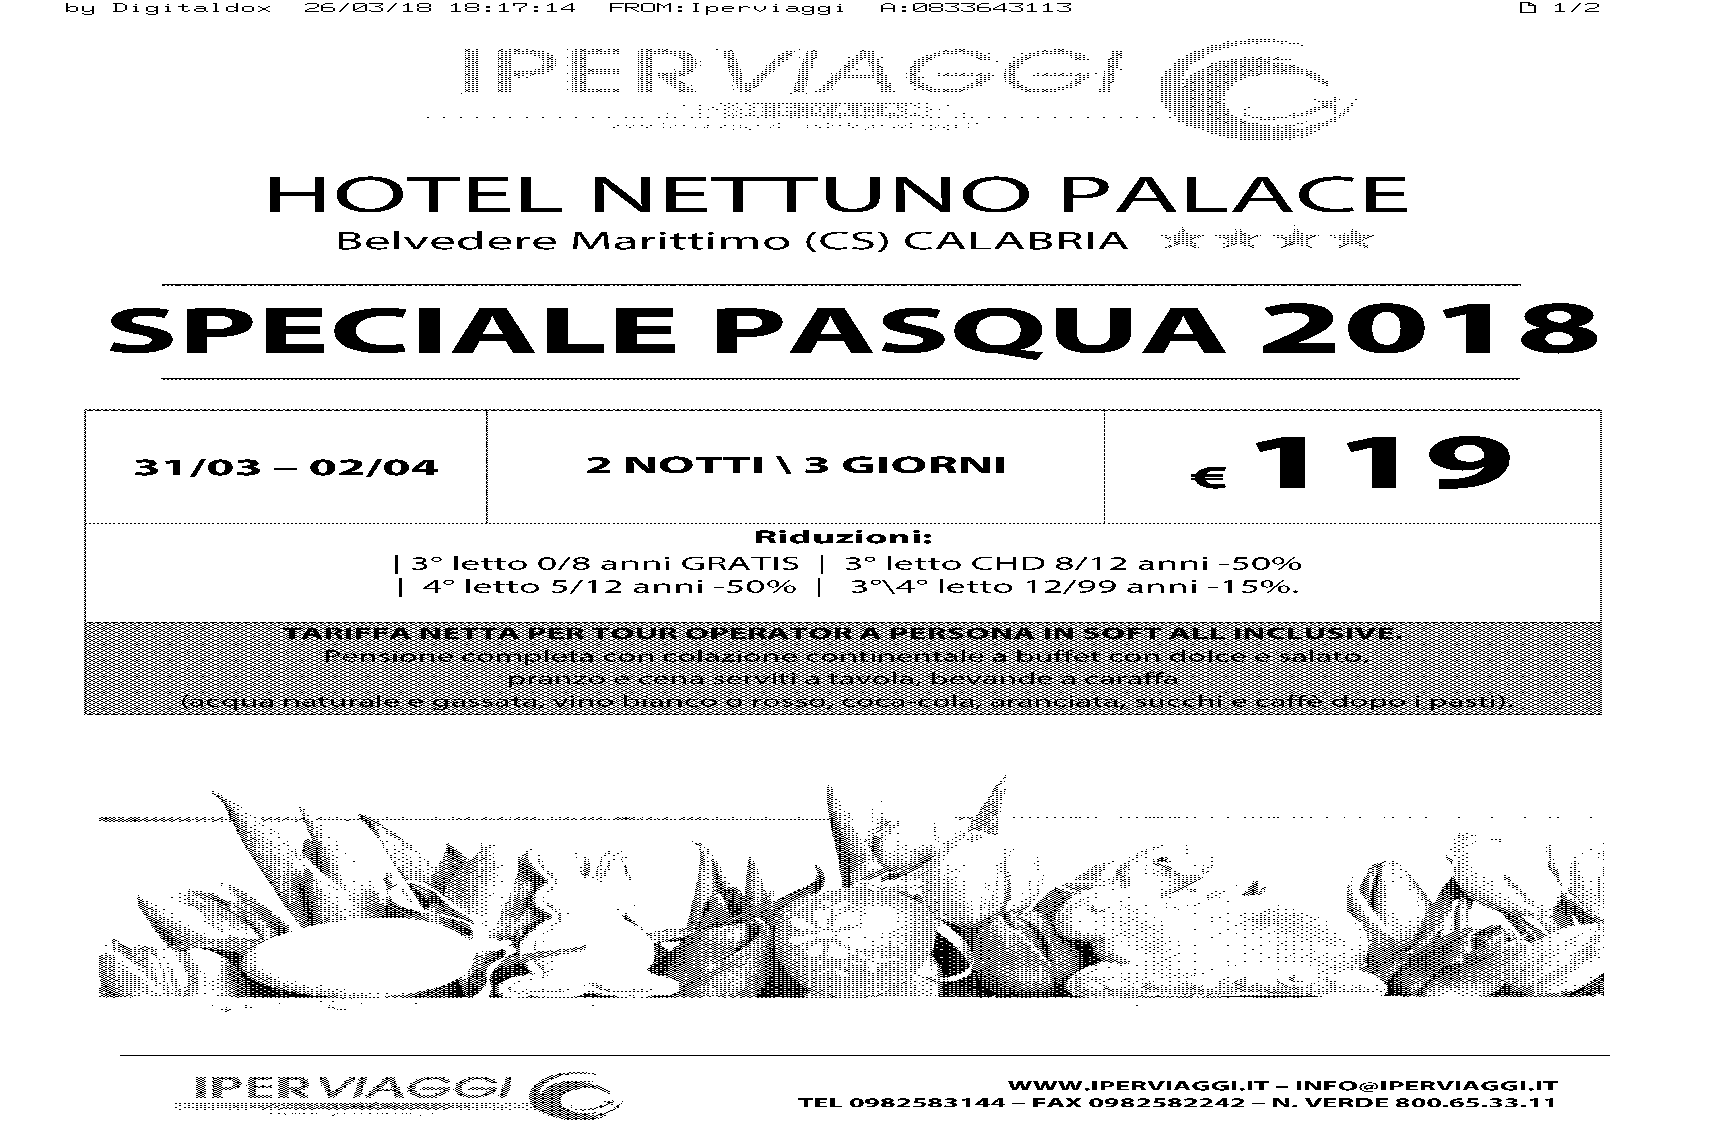 by Digitaldox 26/03/18 18:17:14 FROM:Iperviaggi A:0833643113 1/2
IPERVIAGGI
HOTEL NETTUNO PALACE
Belvedere Marittimo (CS) CALABRIA
SPECIALE PASQUA 2018
31/03 – 02/04 2 NOTTI \ 3 GIORNI € 119
Riduzioni:
| 3° letto 0/8 anni GRATIS | 3° letto CHD 8/12 anni -50%
| 4° letto 5/12 anni -50% | 3°\4° letto 12/99 anni -15%.
TARIFFA NETTA PER TOUR OPERATOR A PERSONA IN SOFT ALL INCLUSIVE.
Pensione completa con colazione continentale a buffet con dolce e salato,
pranzo e cena serviti a tavola, bevande a caraffa
(acqua naturale e gassata, vino bianco o rosso, coca-cola, aranciata, succhi e caffè dopo i pasti).
IPERVIAGGI
WWW.IPERVIAGGI.IT – INFO@IPERVIAGGI.IT
TEL 0982583144 – FAX 0982582242 – N. VERDE 800.65.33.11